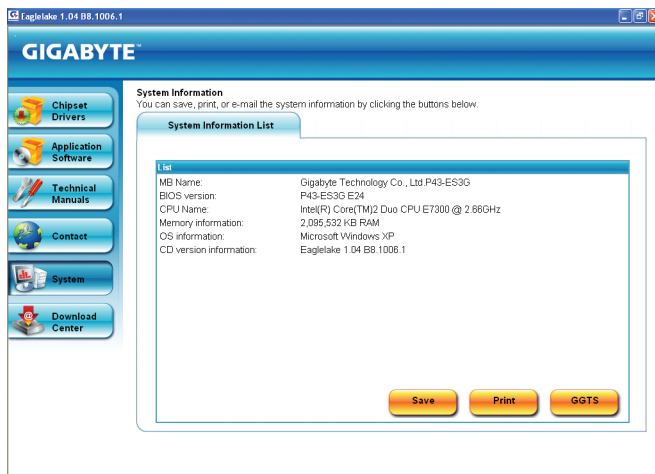 Eaglelake 1.04 B8.1006.1
GIGABYTE™
Chipset
Drivers
Application
Software
Technical
Manuals
Contact
System
Download
Center
System Information
You can save, print, or e-mail the system information by clicking the buttons below.
System Information List
List
MB Name: Gigabyte Technology Co., Ltd.P43-ES3G
BIOS version: P43-ES3G E24
CPU Name: Intel(R) Core(TM)2 Duo CPU E7300 @ 2.66GHz
Memory information: 2,095,532 KB RAM
OS information: Microsoft Windows XP
CD version information: Eaglelake 1.04 B8.1006.1
Save Print GGTS